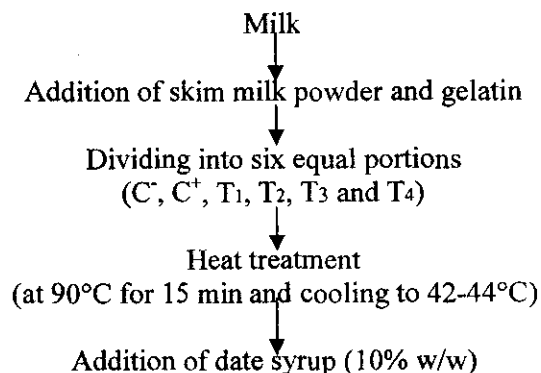 Milk
Addition of skim milk powder and gelatin
Dividing into six equal portions
(C⁻, C⁺, T₁, T₂, T₃ and T₄)
Heat treatment
(at 90°C for 15 min and cooling to 42-44°C)
Addition of date syrup (10% w/w)